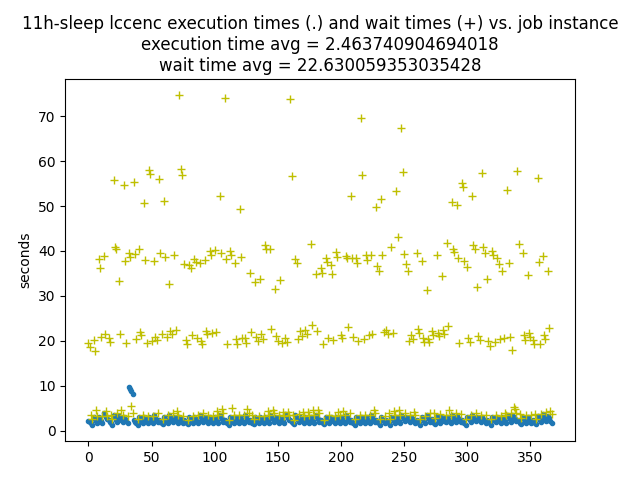 11h-sleep lccenc execution times (.) and wait times (+) vs. job instance
execution time avg = 2.463740904694018
wait time avg = 22.630059353035428
70
60
50
40
30
20
10
0
seconds
0 50 100 150 200 250 300 350